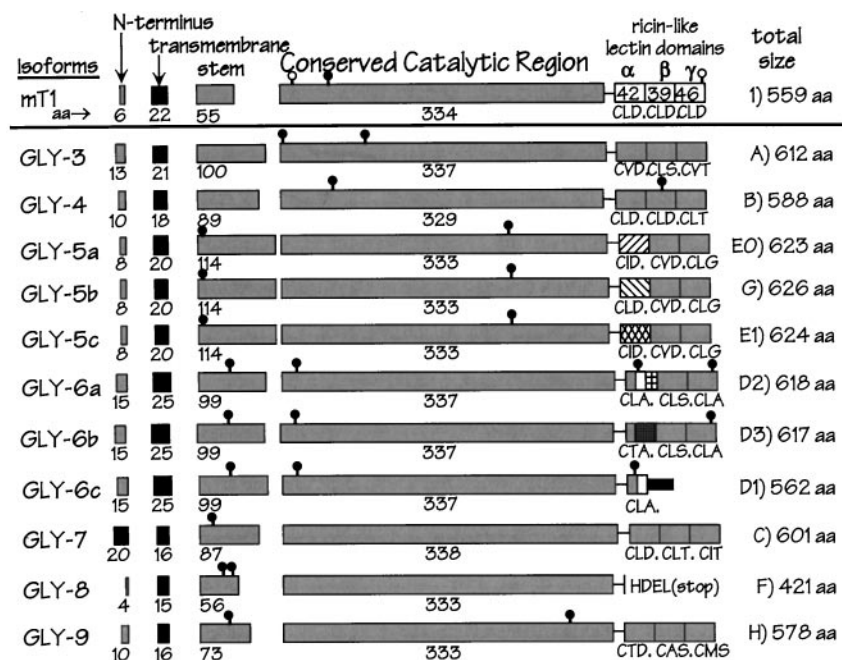 N-terminus
transmembrane
stem
Conserved Catalytic Region
ricin-like
lectin domains
α β γ
total
size
Isoforms
mT1
aa→
42 39 46
1) 559 aa
6 22 55 334 CLD. CLD. CLD
GLY-3 A) 612 aa
13 21 100 337 CVD. CLS. CVT
GLY-4 B) 588 aa
10 18 89 329 CLD. CLD. CLT
GLY-5a E0) 623 aa
8 20 114 333 CID. CVD. CLG
GLY-5b G) 626 aa
8 20 114 333 CLD. CVD. CLG
GLY-5c E1) 624 aa
8 20 114 333 CID. CVD. CLG
GLY-6a D2) 618 aa
15 25 99 337 CLA. CLS. CLA
GLY-6b D3) 617 aa
15 25 99 337 CTA. CLS. CLA
GLY-6c D1) 562 aa
15 25 99 337 CLA.
GLY-7 C) 601 aa
20 16 87 338 CLD. CLT. CIT
GLY-8 HDEL(stop) F) 421 aa
4 15 56 333
GLY-9 H) 578 aa
10 16 73 333 CTD. CAS. CMS